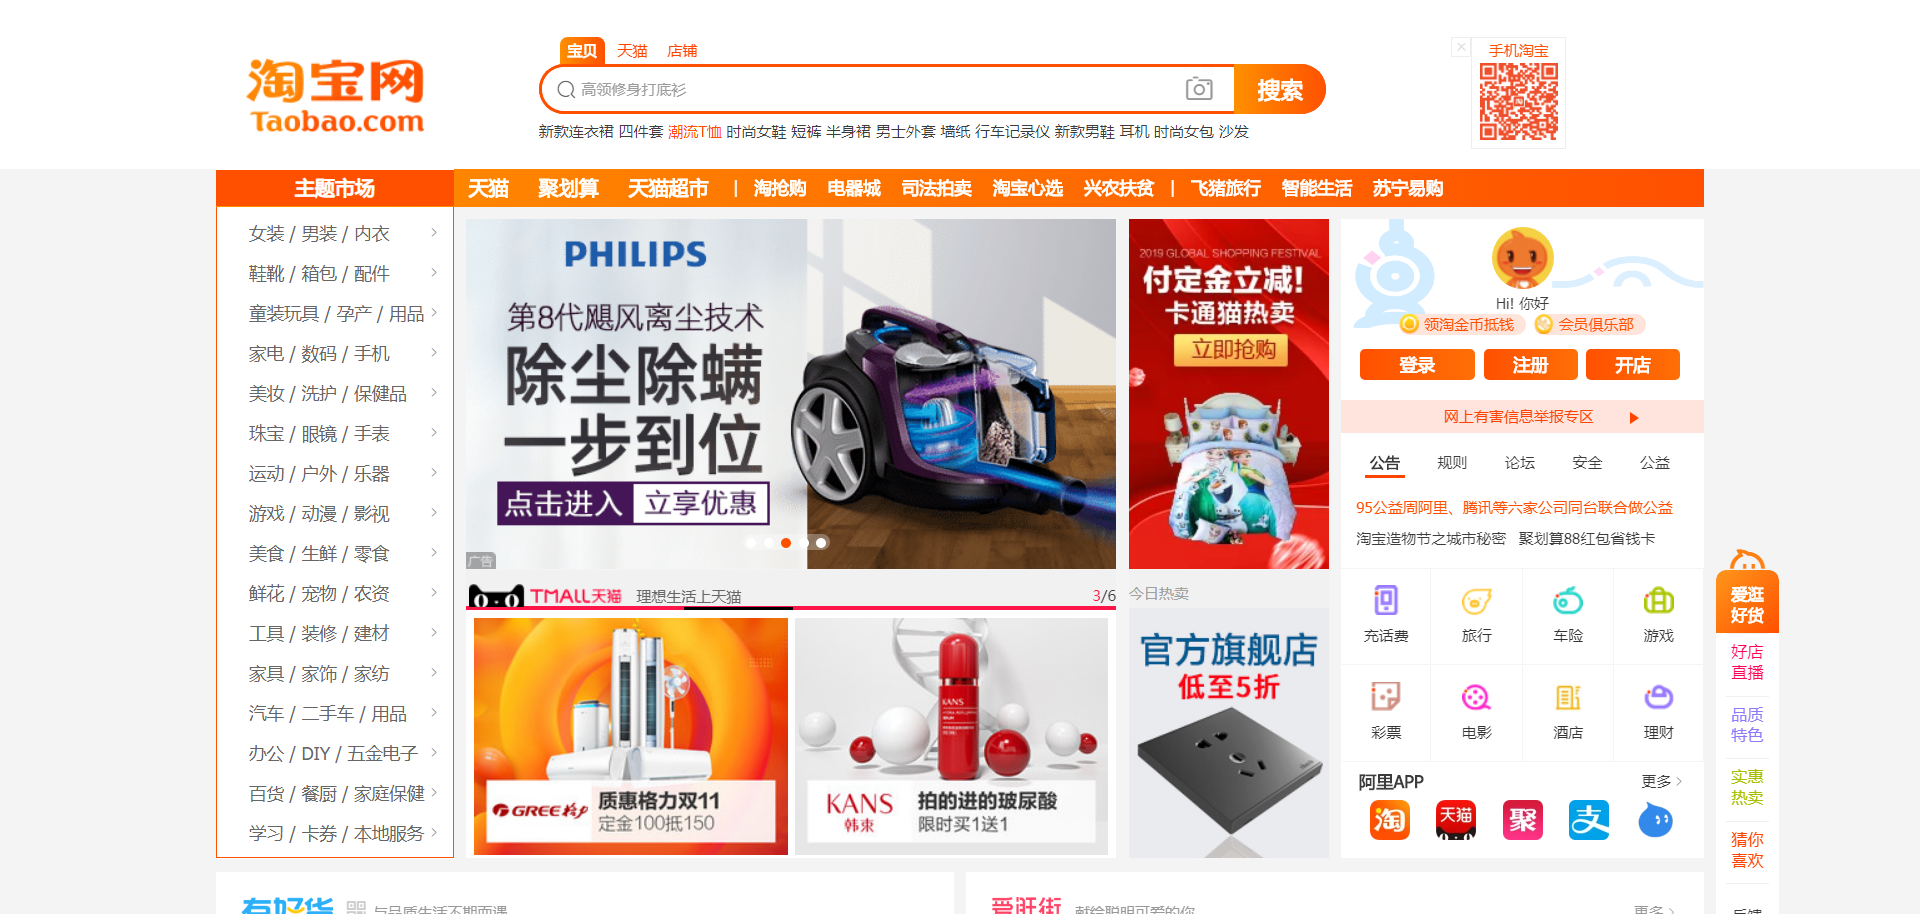 淘宝网
Taobao.com
宝贝 天猫 店铺
高领修身打底衫
搜索
新款连衣裙 四件套 潮流T恤 时尚女鞋 短裤 半身裙 男士外套 墙纸 行车记录仪 新款男鞋 耳机 时尚女包 沙发
手机淘宝
主题市场
天猫 聚划算 天猫超市 | 淘抢购 电器城 司法拍卖 淘宝心选 兴农扶贫 | 飞猪旅行 智能生活 苏宁易购
女装 / 男装 / 内衣
鞋靴 / 箱包 / 配件
童装玩具 / 孕产 / 用品
家电 / 数码 / 手机
美妆 / 洗护 / 保健品
珠宝 / 眼镜 / 手表
运动 / 户外 / 乐器
游戏 / 动漫 / 影视
美食 / 生鲜 / 零食
鲜花 / 宠物 / 农资
工具 / 装修 / 建材
家具 / 家饰 / 家纺
汽车 / 二手车 / 用品
办公 / DIY / 五金电子
百货 / 餐厨 / 家庭保健
学习 / 卡券 / 本地服务
PHILIPS
第8代飓风离尘技术
除尘除螨
一步到位
点击进入 立享优惠
广告
TMALL天猫 理想生活上天猫 3/6
GREE格力
质惠格力双11
定金100抵150
KANS
KANS
韩束
拍的进的玻尿酸
限时买1送1
2019 GLOBAL SHOPPING FESTIVAL
付定金立减!
卡通猫热卖
立即抢购
今日热卖
官方旗舰店
低至5折
Hi! 你好
领淘金币抵钱 会员俱乐部
登录 注册 开店
网上有害信息举报专区
公告 规则 论坛 安全 公益
95公益周阿里、腾讯等六家公司同台联合做公益
淘宝造物节之城市秘密 聚划算88红包省钱卡
充话费 旅行 车险 游戏
彩票 电影 酒店 理财
阿里APP 更多
淘 天猫 聚 支
爱逛
好货
好店
直播
品质
特色
实惠
热卖
猜你
喜欢
反馈
有好货 与品质生活不期而遇
爱逛街 献给聪明可爱的你 更多